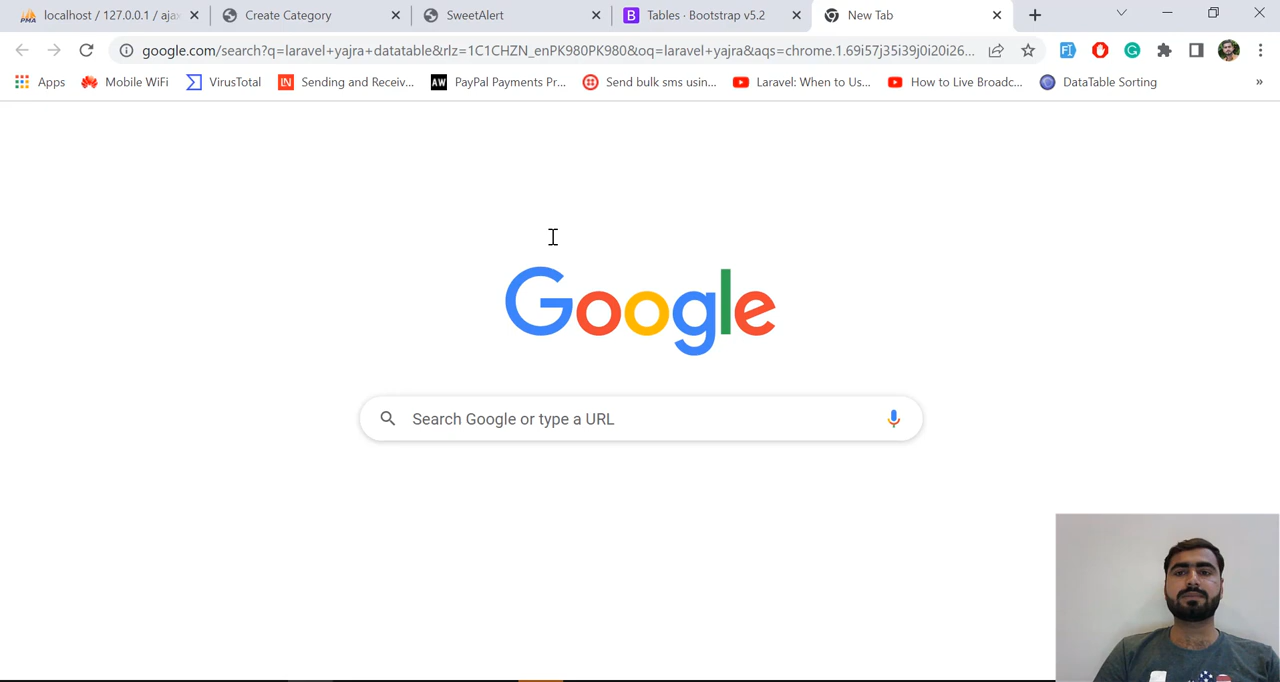 localhost / 127.0.0.1 / aja
Create Category
SweetAlert
Tables · Bootstrap v5.2
New Tab
google.com/search?q=laravel+yajra+datatable&rlz=1C1CHZN_enPK980PK980&oq=laravel+yajra&aqs=chrome.1.69i57j35i39j0i20i26...
Apps
Mobile WiFi
VirusTotal
Sending and Receiv...
PayPal Payments Pr...
Send bulk sms usin...
Laravel: When to Us...
How to Live Broadc...
DataTable Sorting
»
Google
Search Google or type a URL